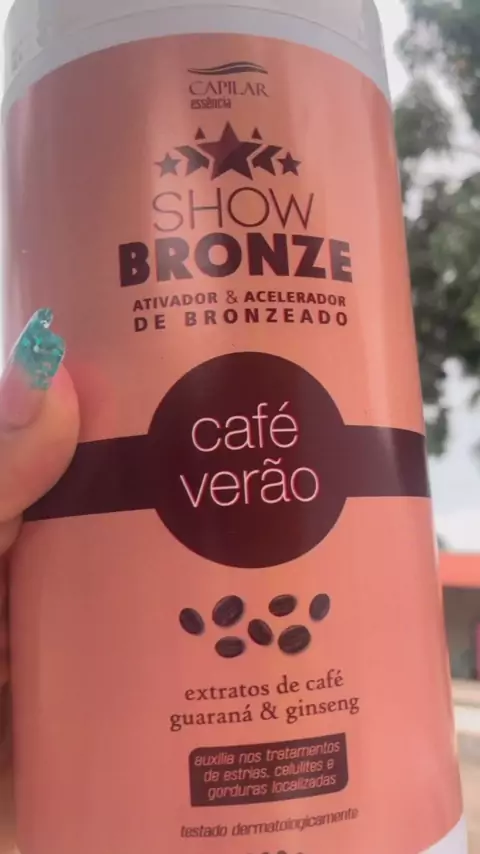 CAPILAR
essência
SHOW
BRONZE
ATIVADOR & ACELERADOR
DE BRONZEADO
café
verão
extratos de café
guaraná & ginseng
auxilia nos tratamentos
de estrias, celulites e
gorduras localizadas
testado dermatologicamente